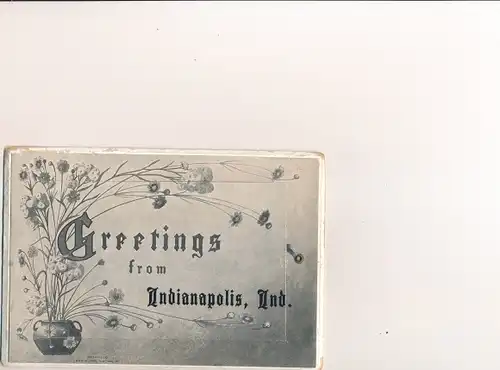 Greetings
from
Indianapolis, Ind.